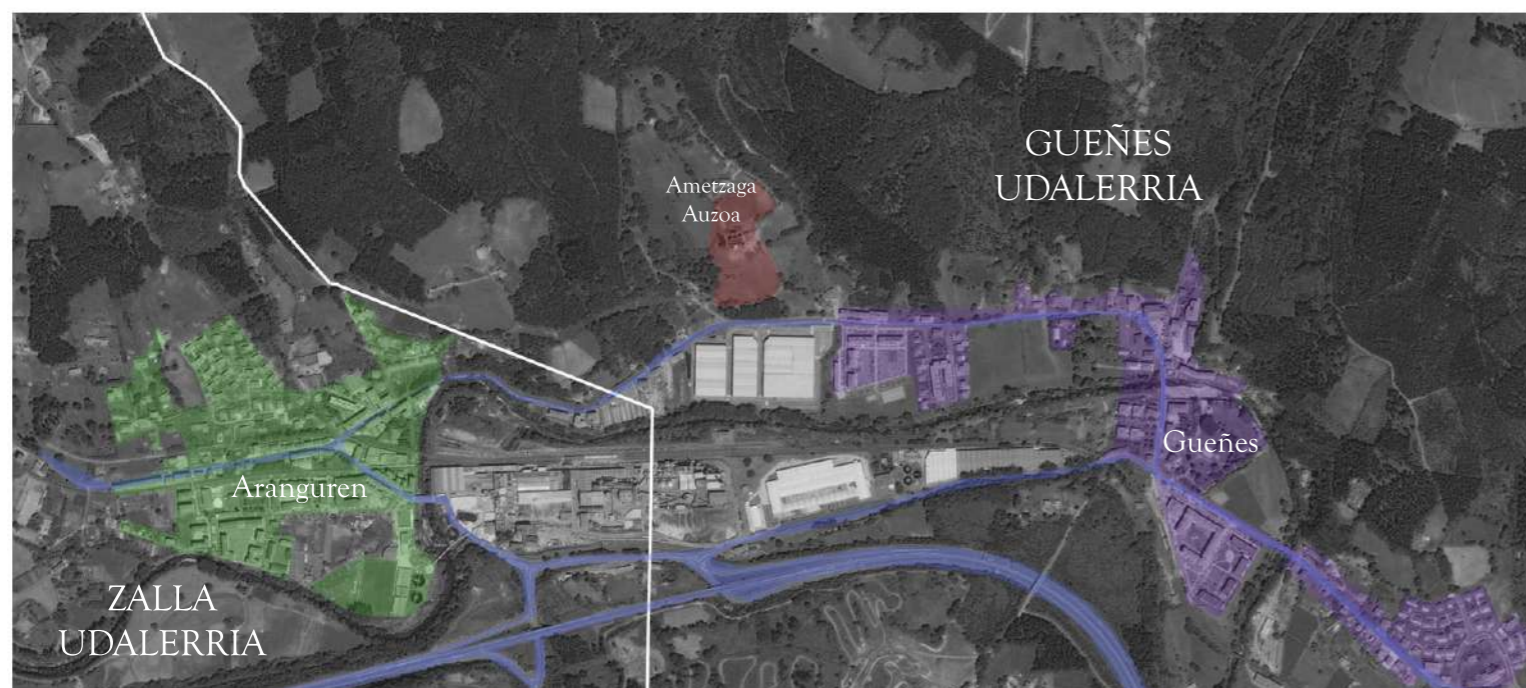 GUEÑES
UDALERRIA
Ametzaga
Auzoa
Gueñes
Aranguren
ZALLA
UDALERRIA